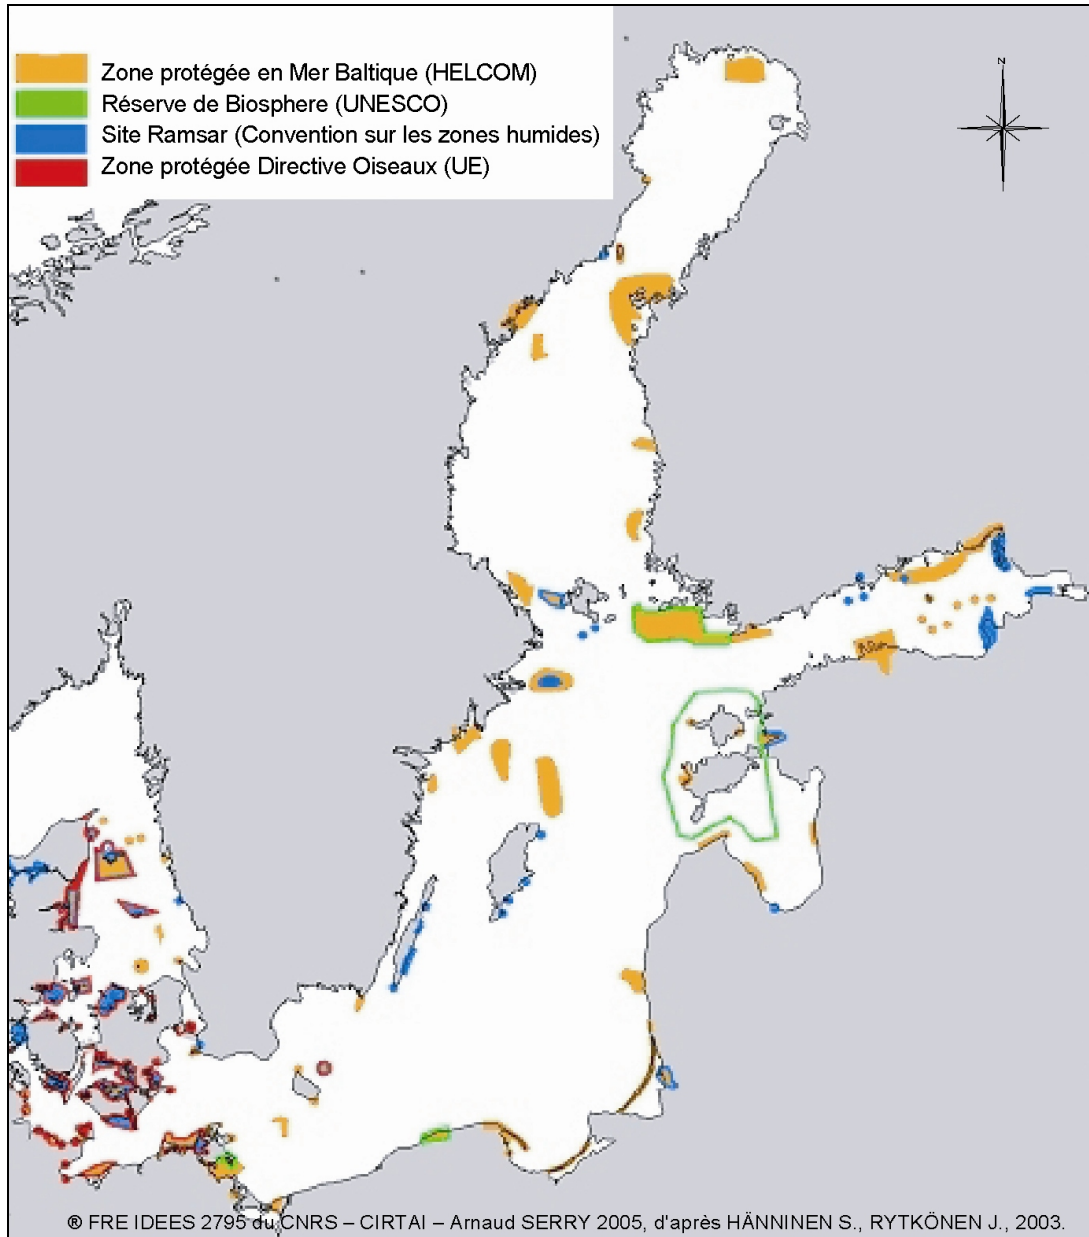 Zone protégée en Mer Baltique (HELCOM)
Réserve de Biosphere (UNESCO)
Site Ramsar (Convention sur les zones humides)
Zone protégée Directive Oiseaux (UE)
N
® FRE IDEES 2795 du CNRS – CIRTAI – Arnaud SERRY 2005, d'après HÄNNINEN S., RYTKÖNEN J., 2003.